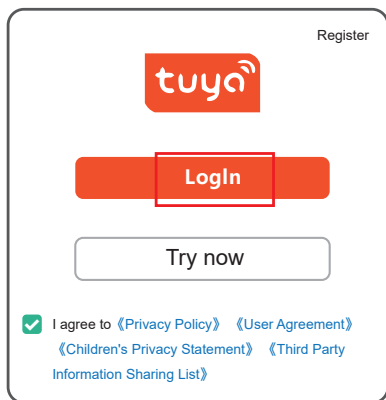 Register
tuya
LogIn
Try now
I agree to 《Privacy Policy》 《User Agreement》
《Children's Privacy Statement》 《Third Party
Information Sharing List》